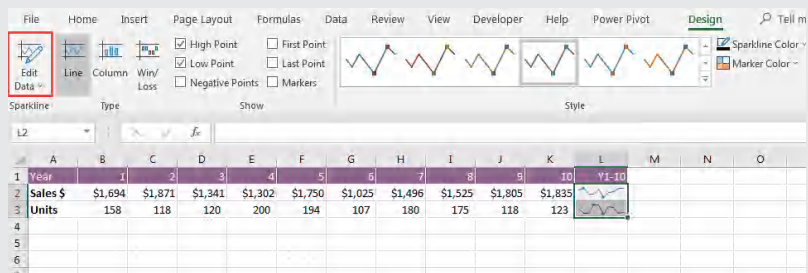 File Home Insert Page Layout Formulas Data Review View Developer Help Power Pivot Design Tell m
High Point First Point Sparkline Color
Low Point Last Point Marker Color
Edit Line Column Win/
Data Loss Negative Points Markers
Sparkline Type Show Style
L2 fx
A B C D E F G H I J K L M N O
1 Year 1 2 3 4 5 6 7 8 9 10 Y1-10
2 Sales $ $1,694 $1,871 $1,341 $1,302 $1,750 $1,025 $1,496 $1,525 $1,805 $1,835
3 Units 158 118 120 200 194 107 180 175 118 123
4
5
6